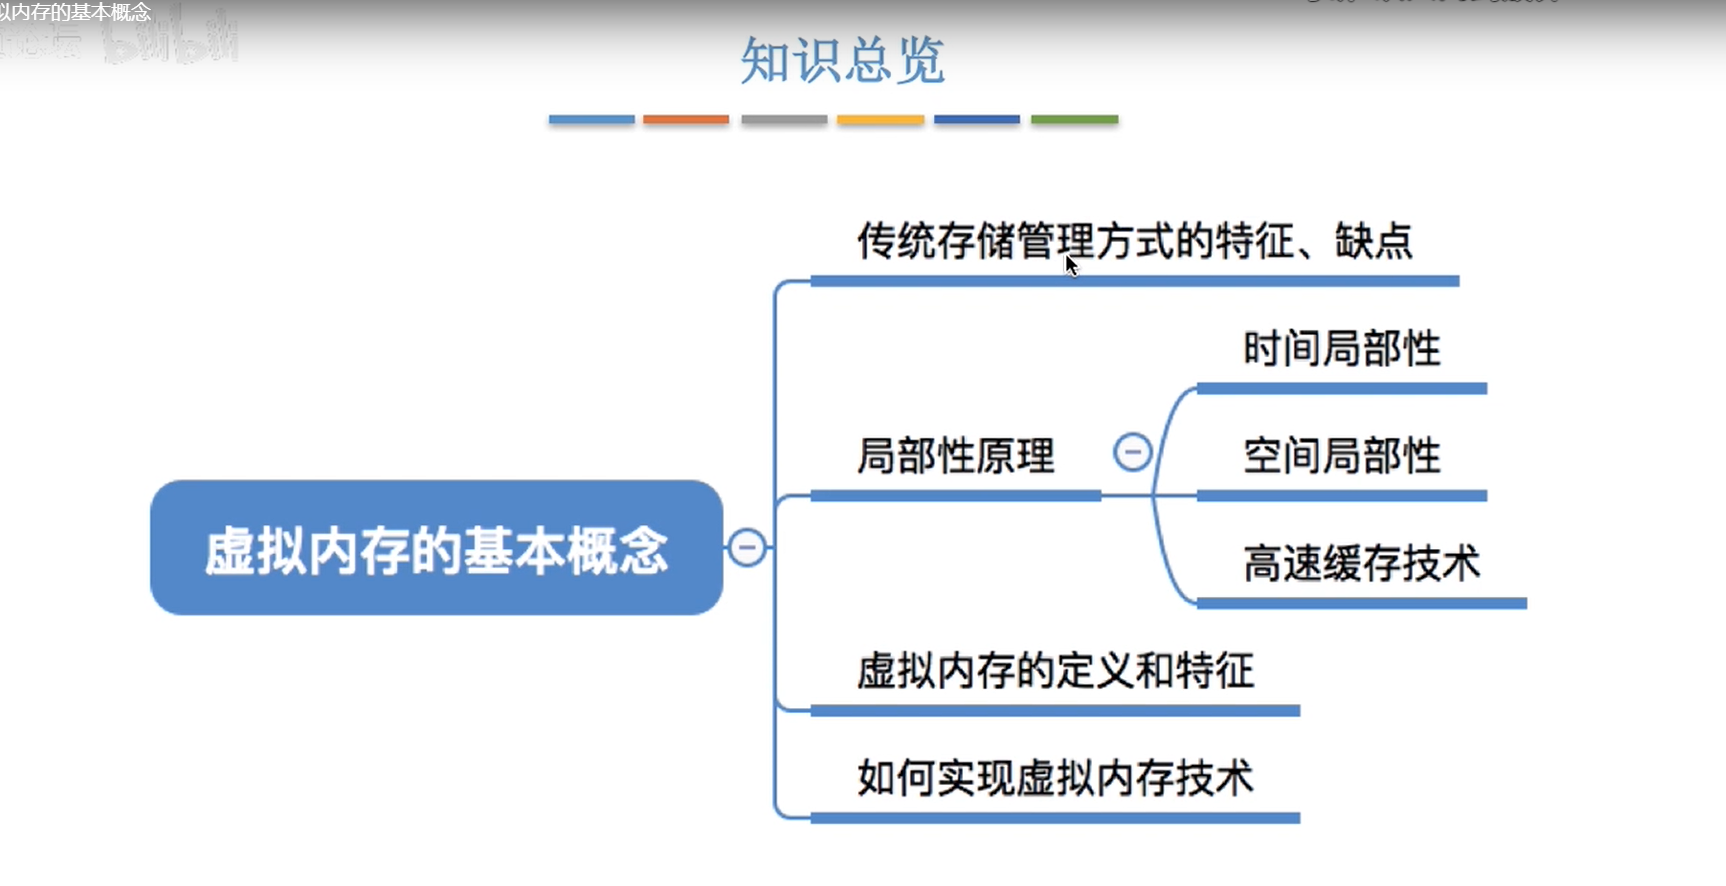 拟内存的基本概念
bilibili
知识总览
传统存储管理方式的特征、缺点
时间局部性
局部性原理
空间局部性
高速缓存技术
虚拟内存的基本概念
虚拟内存的定义和特征
如何实现虚拟内存技术